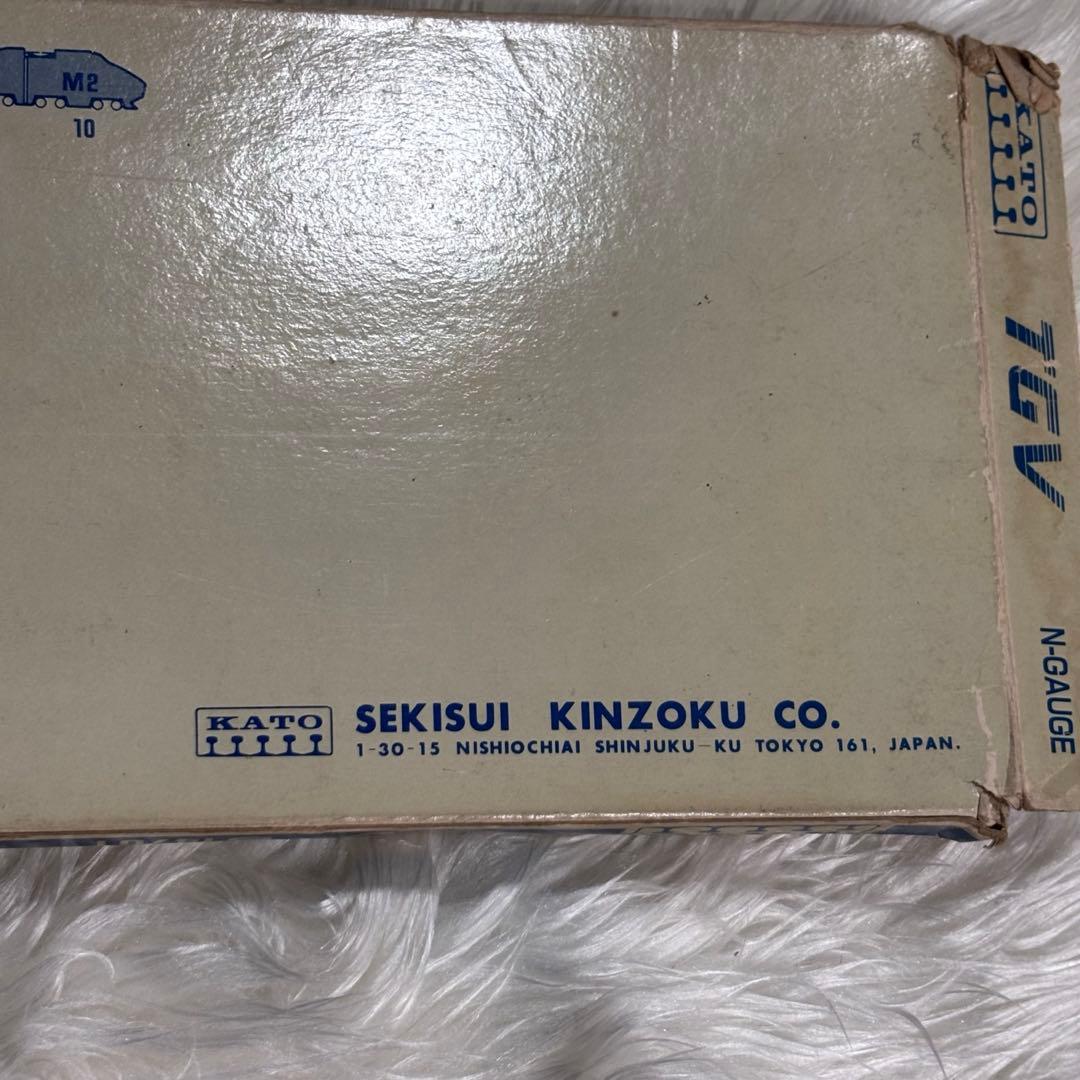 M2
10
KATO
TGV
N-GAUGE
KATO
SEKISUI KINZOKU CO.
1-30-15 NISHIOCHIAI SHINJUKU-KU TOKYO 161, JAPAN.